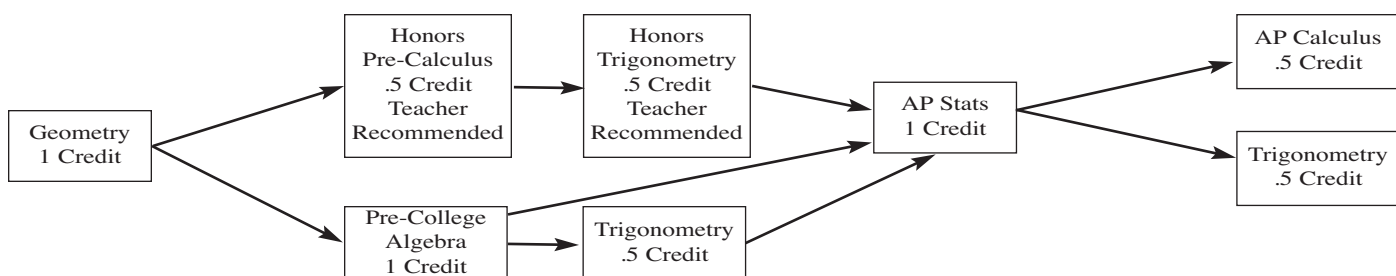 Geometry
1 Credit
Honors
Pre-Calculus
.5 Credit
Teacher
Recommended
Pre-College
Algebra
1 Credit
Honors
Trigonometry
.5 Credit
Teacher
Recommended
Trigonometry
.5 Credit
AP Stats
1 Credit
AP Calculus
.5 Credit
Trigonometry
.5 Credit